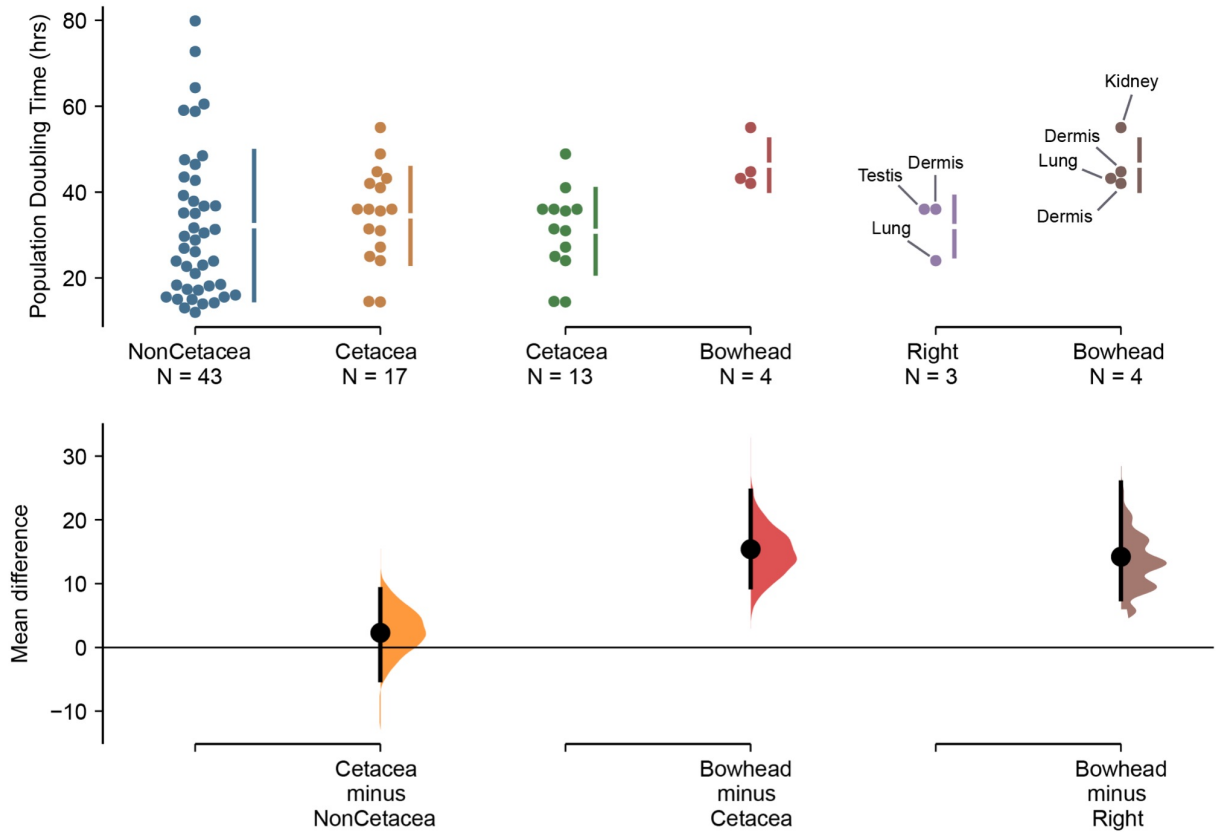 Population Doubling Time (hrs)
80
60
40
20
Kidney
Dermis
Lung
Dermis
Testis
Dermis
Lung
NonCetacea
N = 43
Cetacea
N = 17
Cetacea
N = 13
Bowhead
N = 4
Right
N = 3
Bowhead
N = 4
Mean difference
30
20
10
0
−10
Cetacea
minus
NonCetacea
Bowhead
minus
Cetacea
Bowhead
minus
Right